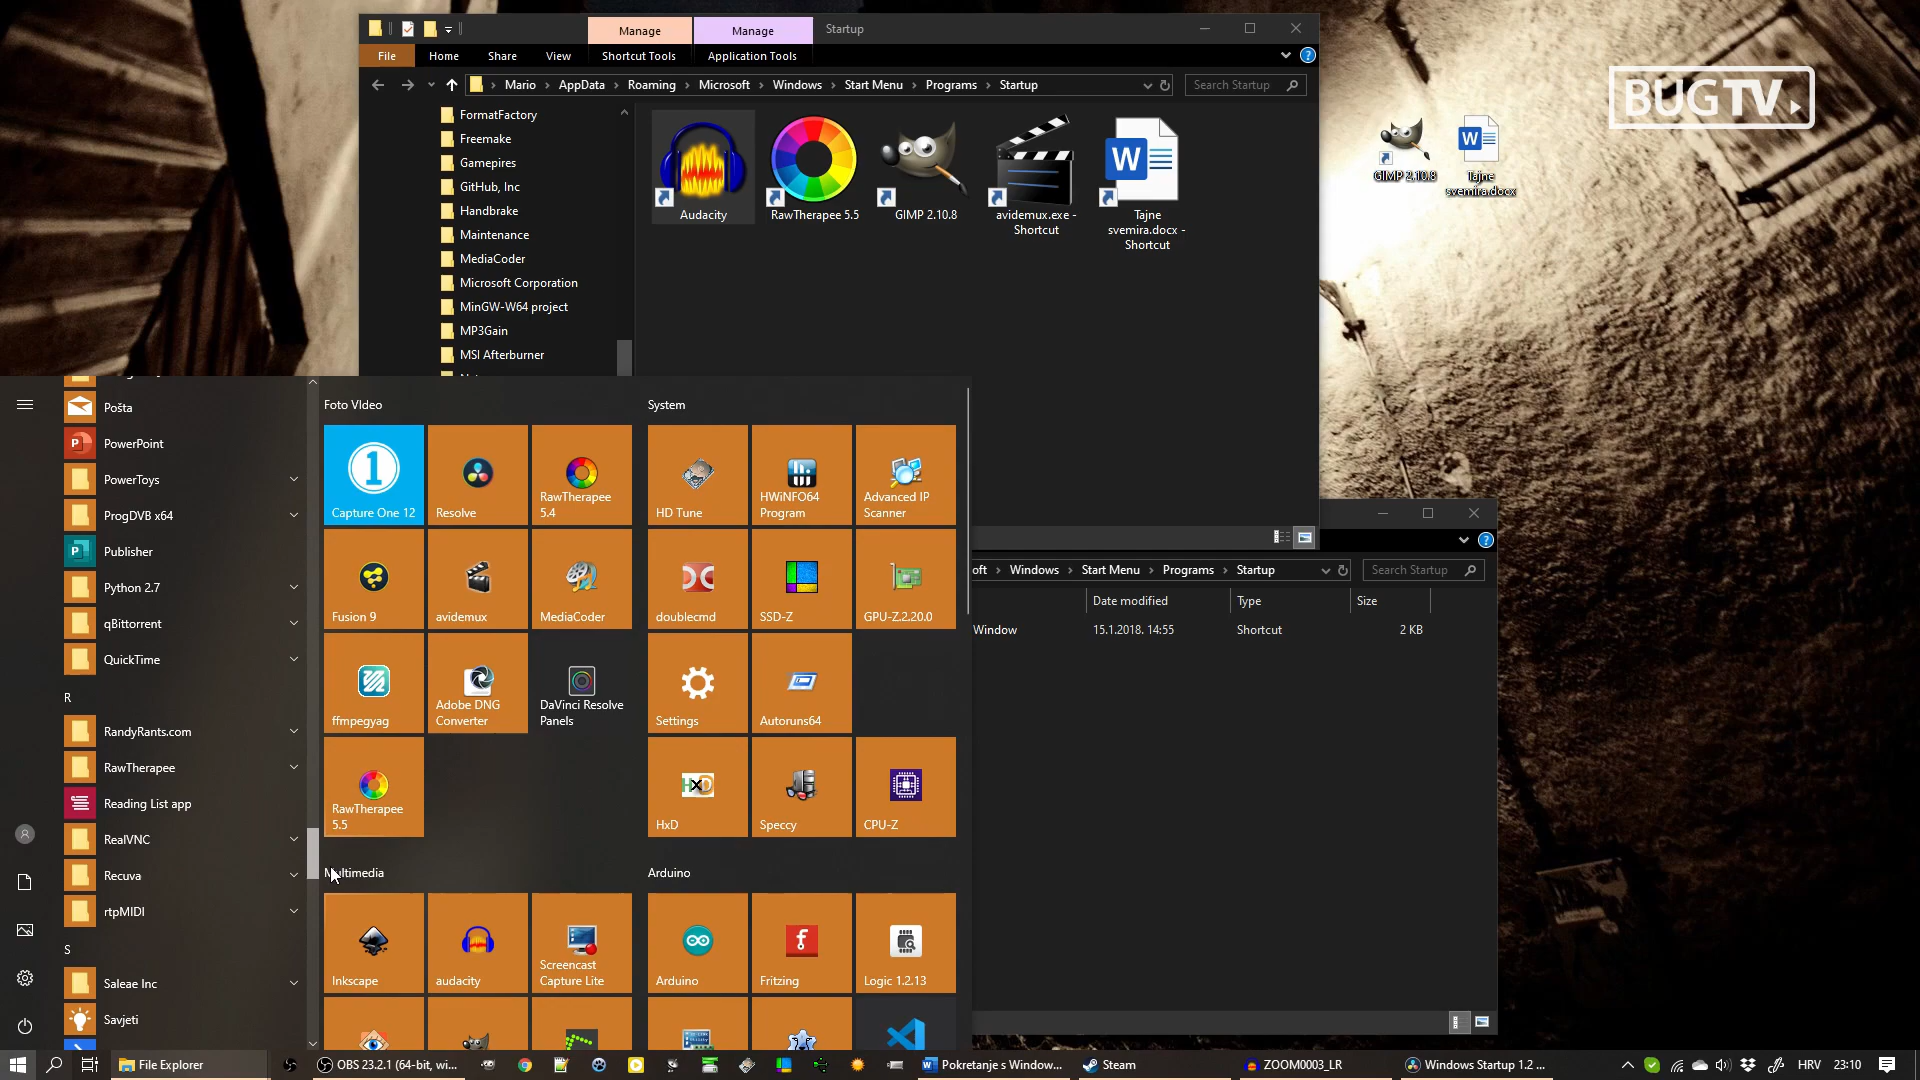 Manage
Manage
Startup
File
Home
Share
View
Shortcut Tools
Application Tools
Mario
AppData
Roaming
Microsoft
Windows
Start Menu
Programs
Startup
Search Startup
FormatFactory
Freemake
Gamepires
GitHub, Inc
Handbrake
Maintenance
MediaCoder
Microsoft Corporation
MinGW-W64 project
MP3Gain
MSI Afterburner
Audacity
RawTherapee 5.5
GIMP 2.10.8
avidemux.exe -
Shortcut
Tajne
svemira.docx -
Shortcut
BUGTV
GIMP 2.10.8
Tajne
svemira.docx
Pošta
PowerPoint
PowerToys
ProgDVB x64
Publisher
Python 2.7
qBittorrent
QuickTime
R
RandyRants.com
RawTherapee
Reading List app
RealVNC
Recuva
rtpMIDI
S
Saleae Inc
Savjeti
Foto VIdeo
Capture One 12
Resolve
RawTherapee
5.4
Fusion 9
avidemux
MediaCoder
ffmpegyag
Adobe DNG
Converter
DaVinci Resolve
Panels
RawTherapee
5.5
Multimedia
Inkscape
audacity
Screencast
Capture Lite
System
HD Tune
HWiNFO64
Program
Advanced IP
Scanner
doublecmd
SSD-Z
GPU-Z.2.20.0
Settings
Autoruns64
HxD
Speccy
CPU-Z
Arduino
Arduino
Fritzing
Logic 1.2.13
oft
Windows
Start Menu
Programs
Startup
Search Startup
Date modified
Type
Size
Window
15.1.2018. 14:55
Shortcut
2 KB
File Explorer
OBS 23.2.1 (64-bit, wi...
Pokretanje s Window...
Steam
ZOOM0003_LR
Windows Startup 1.2 ...
HRV
23:10